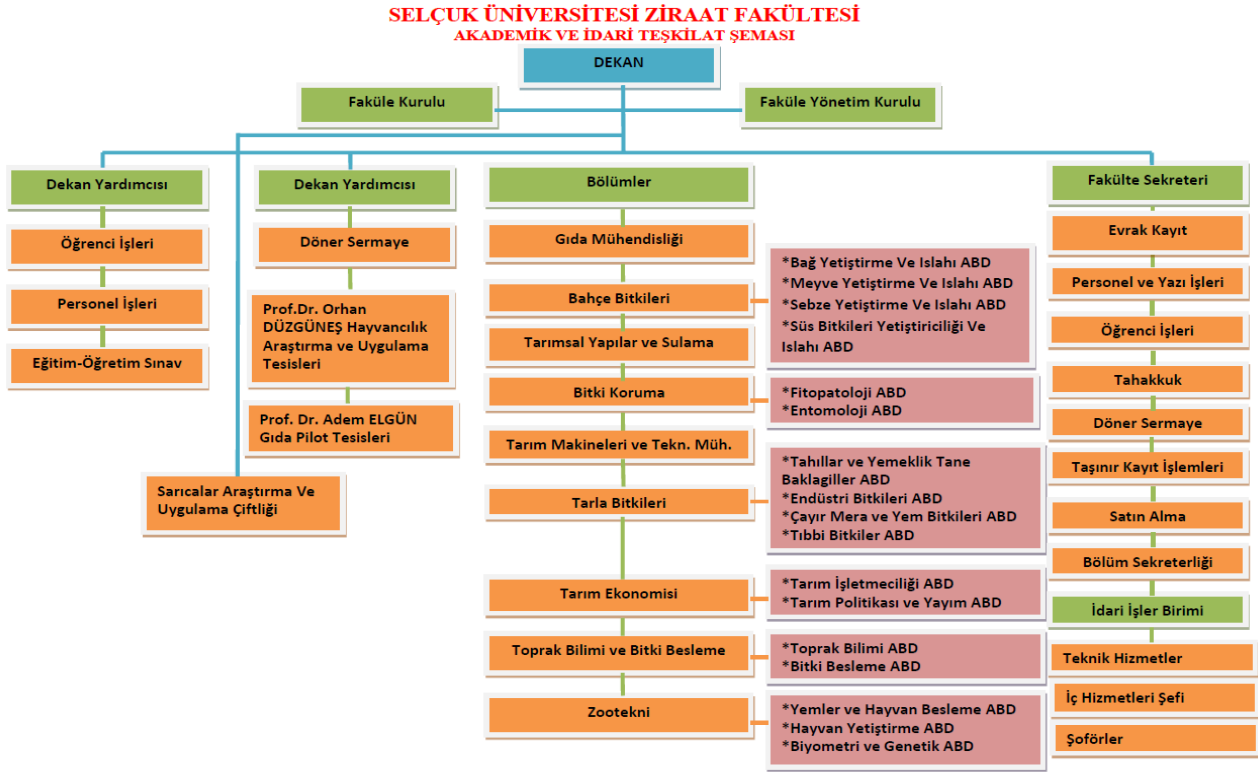 SELÇUK ÜNİVERSİTESİ ZİRAAT FAKÜLTESİ
AKADEMİK VE İDARİ TEŞKİLAT ŞEMASI
DEKAN
Faküle Kurulu
Faküle Yönetim Kurulu
Dekan Yardımcısı
Öğrenci İşleri
Personel İşleri
Eğitim-Öğretim Sınav
Dekan Yardımcısı
Döner Sermaye
Prof.Dr. Orhan
DÜZGÜNEŞ Hayvancılık
Araştırma ve Uygulama
Tesisleri
Prof. Dr. Adem ELGÜN
Gıda Pilot Tesisleri
Sarıcalar Araştırma Ve
Uygulama Çiftliği
Bölümler
Gıda Mühendisliği
Bahçe Bitkileri
*Bağ Yetiştirme Ve Islahı ABD
*Meyve Yetiştirme Ve Islahı ABD
*Sebze Yetiştirme Ve Islahı ABD
*Süs Bitkileri Yetiştiriciliği Ve
Islahı ABD
Tarımsal Yapılar ve Sulama
Bitki Koruma
*Fitopatoloji ABD
*Entomoloji ABD
Tarım Makineleri ve Tekn. Müh.
Tarla Bitkileri
*Tahıllar ve Yemeklik Tane
Baklagiller ABD
*Endüstri Bitkileri ABD
*Çayır Mera ve Yem Bitkileri ABD
*Tıbbi Bitkiler ABD
Tarım Ekonomisi
*Tarım İşletmeciliği ABD
*Tarım Politikası ve Yayım ABD
Toprak Bilimi ve Bitki Besleme
*Toprak Bilimi ABD
*Bitki Besleme ABD
Zootekni
*Yemler ve Hayvan Besleme ABD
*Hayvan Yetiştirme ABD
*Biyometri ve Genetik ABD
Fakülte Sekreteri
Evrak Kayıt
Personel ve Yazı İşleri
Öğrenci İşleri
Tahakkuk
Döner Sermaye
Taşınır Kayıt İşlemleri
Satın Alma
Bölüm Sekreterliği
İdari İşler Birimi
Teknik Hizmetler
İç Hizmetleri Şefi
Şoförler